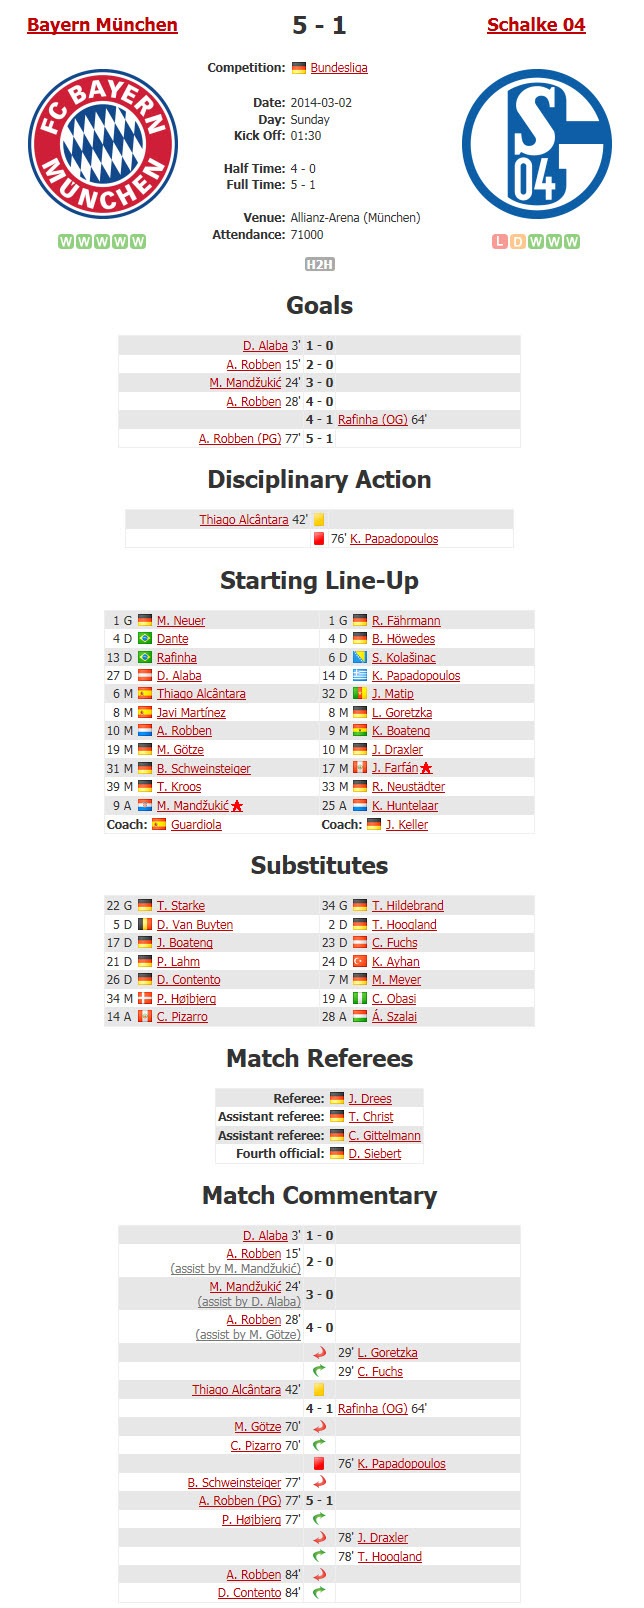 Bayern München 5 - 1 Schalke 04
Competition: Bundesliga
FC BAYERN
MÜNCHEN
S
04
Date: 2014-03-02
Day: Sunday
Kick Off: 01:30
Half Time: 4 - 0
Full Time: 5 - 1
Venue: Allianz-Arena (München)
Attendance: 71000
W W W W W
L D W W W
H2H
Goals
D. Alaba 3' 1 - 0
A. Robben 15' 2 - 0
M. Mandžukić 24' 3 - 0
A. Robben 28' 4 - 0
4 - 1 Rafinha (OG) 64'
A. Robben (PG) 77' 5 - 1
Disciplinary Action
Thiago Alcântara 42'
76' K. Papadopoulos
Starting Line-Up
1 G M. Neuer 1 G R. Fährmann
4 D Dante 4 D B. Höwedes
13 D Rafinha 6 D S. Kolašinac
27 D D. Alaba 14 D K. Papadopoulos
6 M Thiago Alcântara 32 D J. Matip
8 M Javi Martínez 8 M L. Goretzka
10 M A. Robben 9 M K. Boateng
19 M M. Götze 10 M J. Draxler
31 M B. Schweinsteiger 17 M J. Farfán
39 M T. Kroos 33 M R. Neustädter
9 A M. Mandžukić 25 A K. Huntelaar
Coach: Guardiola Coach: J. Keller
Substitutes
22 G T. Starke 34 G T. Hildebrand
5 D D. Van Buyten 2 D T. Hoogland
17 D J. Boateng 23 D C. Fuchs
21 D P. Lahm 24 D K. Ayhan
26 D D. Contento 7 M M. Meyer
34 M P. Højbjerg 19 A C. Obasi
14 A C. Pizarro 28 A Á. Szalai
Match Referees
Referee: J. Drees
Assistant referee: T. Christ
Assistant referee: C. Gittelmann
Fourth official: D. Siebert
Match Commentary
D. Alaba 3' 1 - 0
A. Robben 15' 2 - 0
(assist by M. Mandžukić)
M. Mandžukić 24' 3 - 0
(assist by D. Alaba)
A. Robben 28' 4 - 0
(assist by M. Götze)
29' L. Goretzka
29' C. Fuchs
Thiago Alcântara 42'
4 - 1 Rafinha (OG) 64'
M. Götze 70'
C. Pizarro 70'
76' K. Papadopoulos
B. Schweinsteiger 77'
A. Robben (PG) 77' 5 - 1
P. Højbjerg 77'
78' J. Draxler
78' T. Hoogland
A. Robben 84'
D. Contento 84'